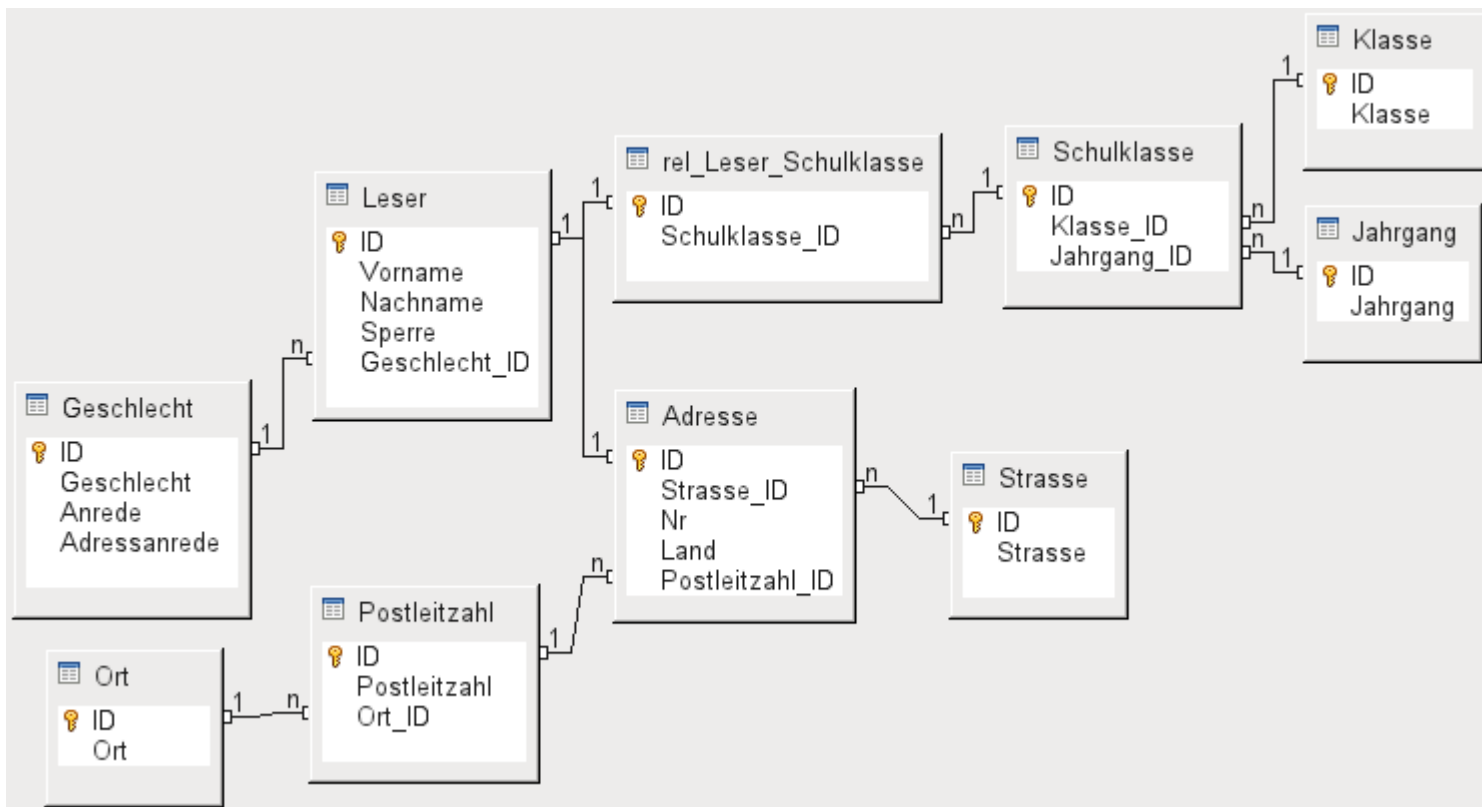 Klasse
ID
Klasse
1
Schulklasse
ID
Klasse_ID
Jahrgang_ID
1
n
n
1
Jahrgang
ID
Jahrgang
rel_Leser_Schulklasse
ID
Schulklasse_ID
1
n
Leser
ID
Vorname
Nachname
Sperre
Geschlecht_ID
1
n
Geschlecht
ID
Geschlecht
Anrede
Adressanrede
1
Adresse
ID
Strasse_ID
Nr
Land
Postleitzahl_ID
1
n
n
Strasse
ID
Strasse
1
Postleitzahl
ID
Postleitzahl
Ort_ID
1
n
Ort
ID
Ort
1